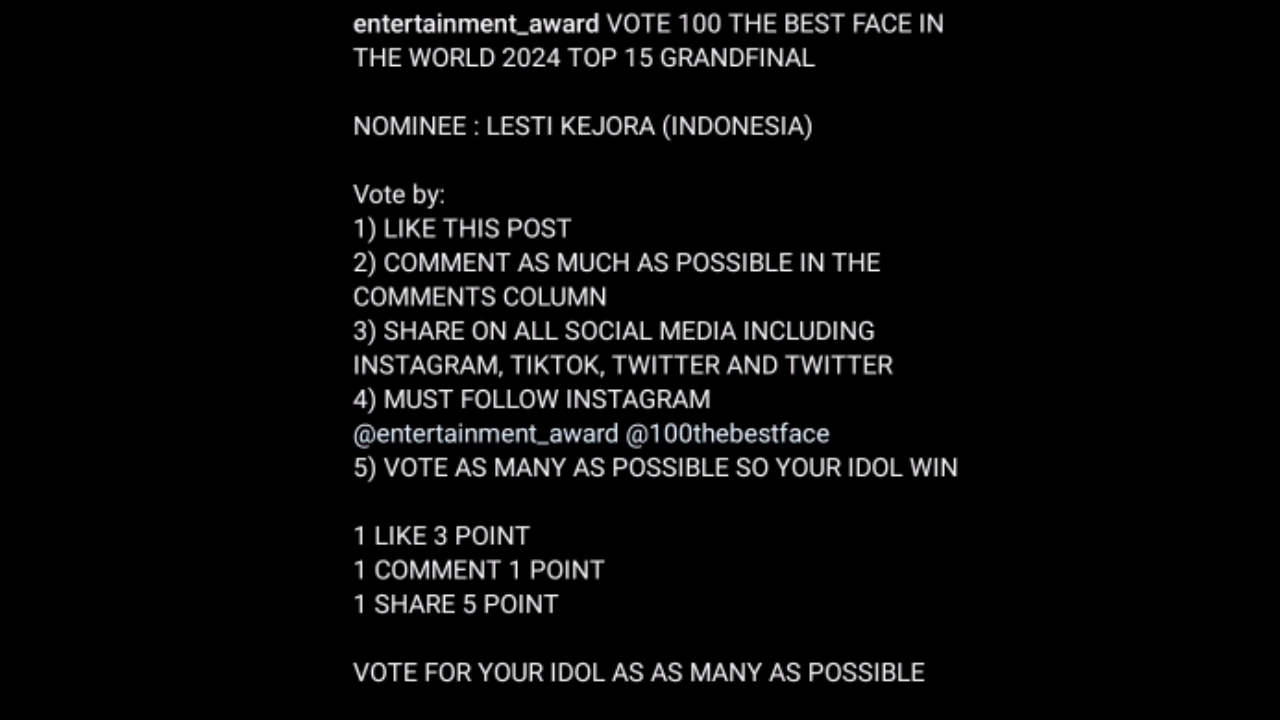 entertainment_award VOTE 100 THE BEST FACE IN
THE WORLD 2024 TOP 15 GRANDFINAL
NOMINEE : LESTI KEJORA (INDONESIA)
Vote by:
1) LIKE THIS POST
2) COMMENT AS MUCH AS POSSIBLE IN THE
COMMENTS COLUMN
3) SHARE ON ALL SOCIAL MEDIA INCLUDING
INSTAGRAM, TIKTOK, TWITTER AND TWITTER
4) MUST FOLLOW INSTAGRAM
@entertainment_award @100thebestface
5) VOTE AS MANY AS POSSIBLE SO YOUR IDOL WIN
1 LIKE 3 POINT
1 COMMENT 1 POINT
1 SHARE 5 POINT
VOTE FOR YOUR IDOL AS AS MANY AS POSSIBLE